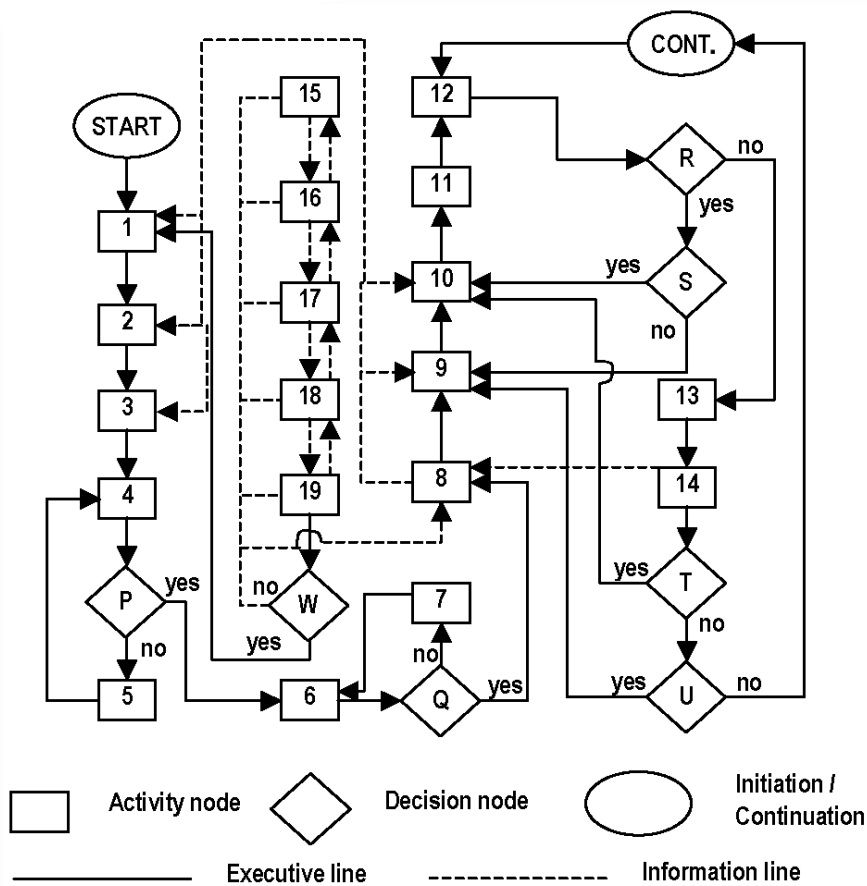 CONT.
START
15
12
R
no
yes
16
11
1
yes
S
no
10
17
2
9
3
18
13
4
19
8
14
P
yes
no
no
W
yes
7
yes
T
no
5
6
no
Q
yes
yes
U
no
Activity node
Decision node
Initiation /
Continuation
Executive line
Information line